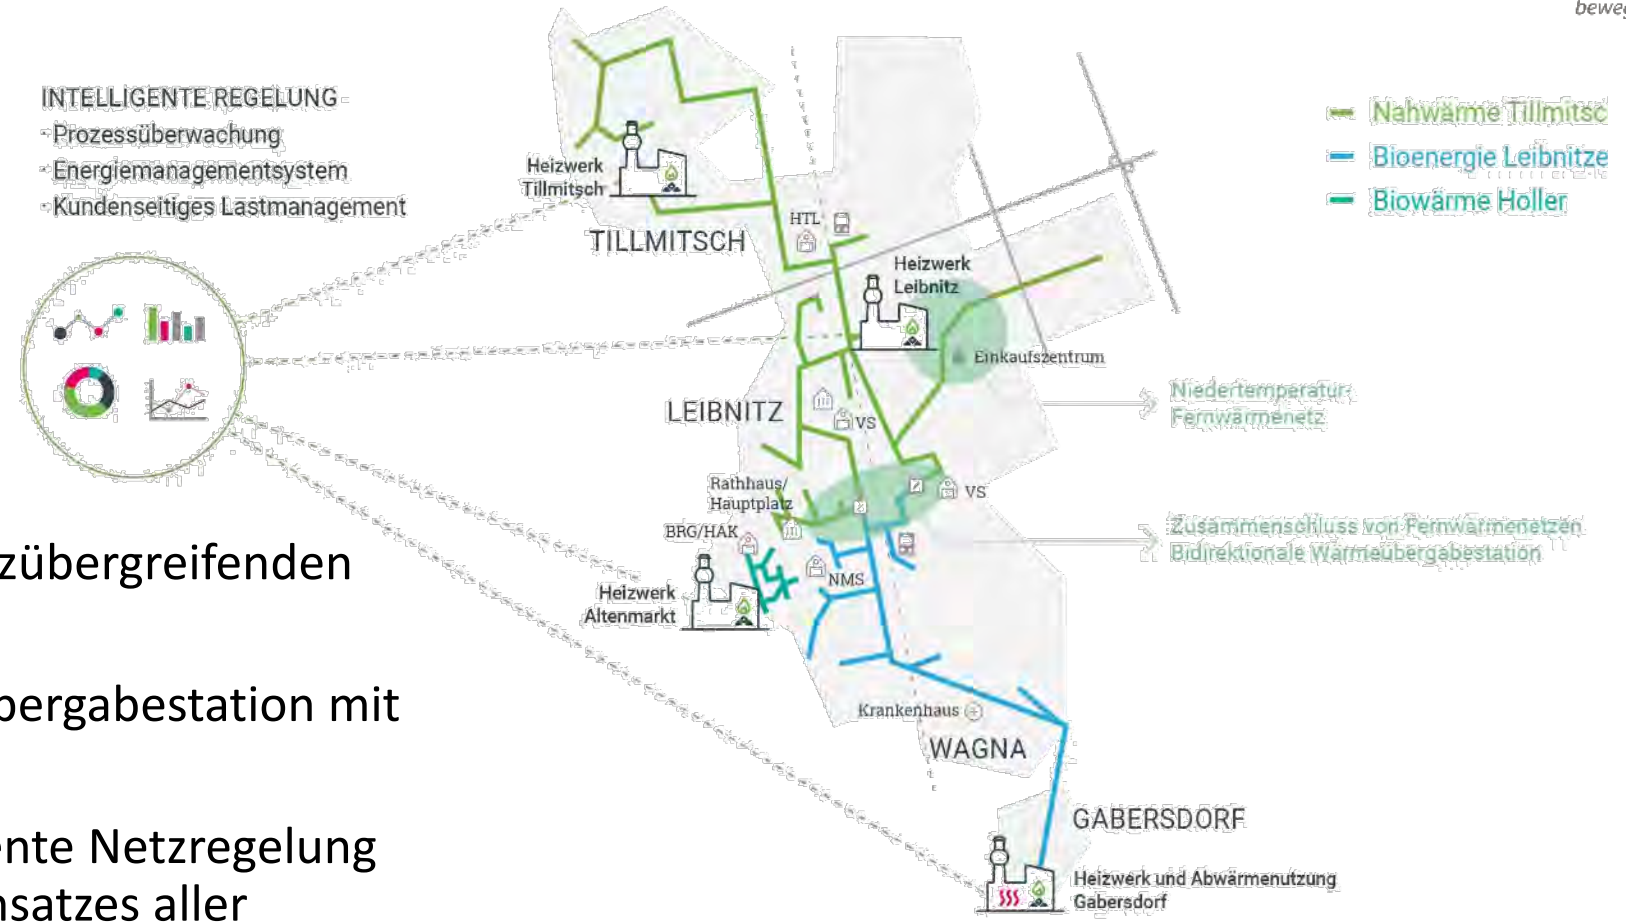 beweg
INTELLIGENTE REGELUNG
- Prozessüberwachung
- Energiemanagementsystem
- Kundenseitiges Lastmanagement
Nahwärme Tillmitsc
Bioenergie Leibnitze
Biowärme Holler
Heizwerk
Tillmitsch
TILLMITSCH
HTL
Heizwerk
Leibnitz
Einkaufszentrum
Niedertemperatur-
Fernwärmenetz
LEIBNITZ
VS
Rathhaus/
Hauptplatz
VS
BRG/HAK
Zusammenschluss von Fernwärmenetzen
Bidirektionale Wärmeübergabestation
NMS
Heizwerk
Altenmarkt
zübergreifenden
bergabestation mit
Krankenhaus
WAGNA
GABERSDORF
ente Netzregelung
nsatzes aller
Heizwerk und Abwärmenutzung
Gabersdorf